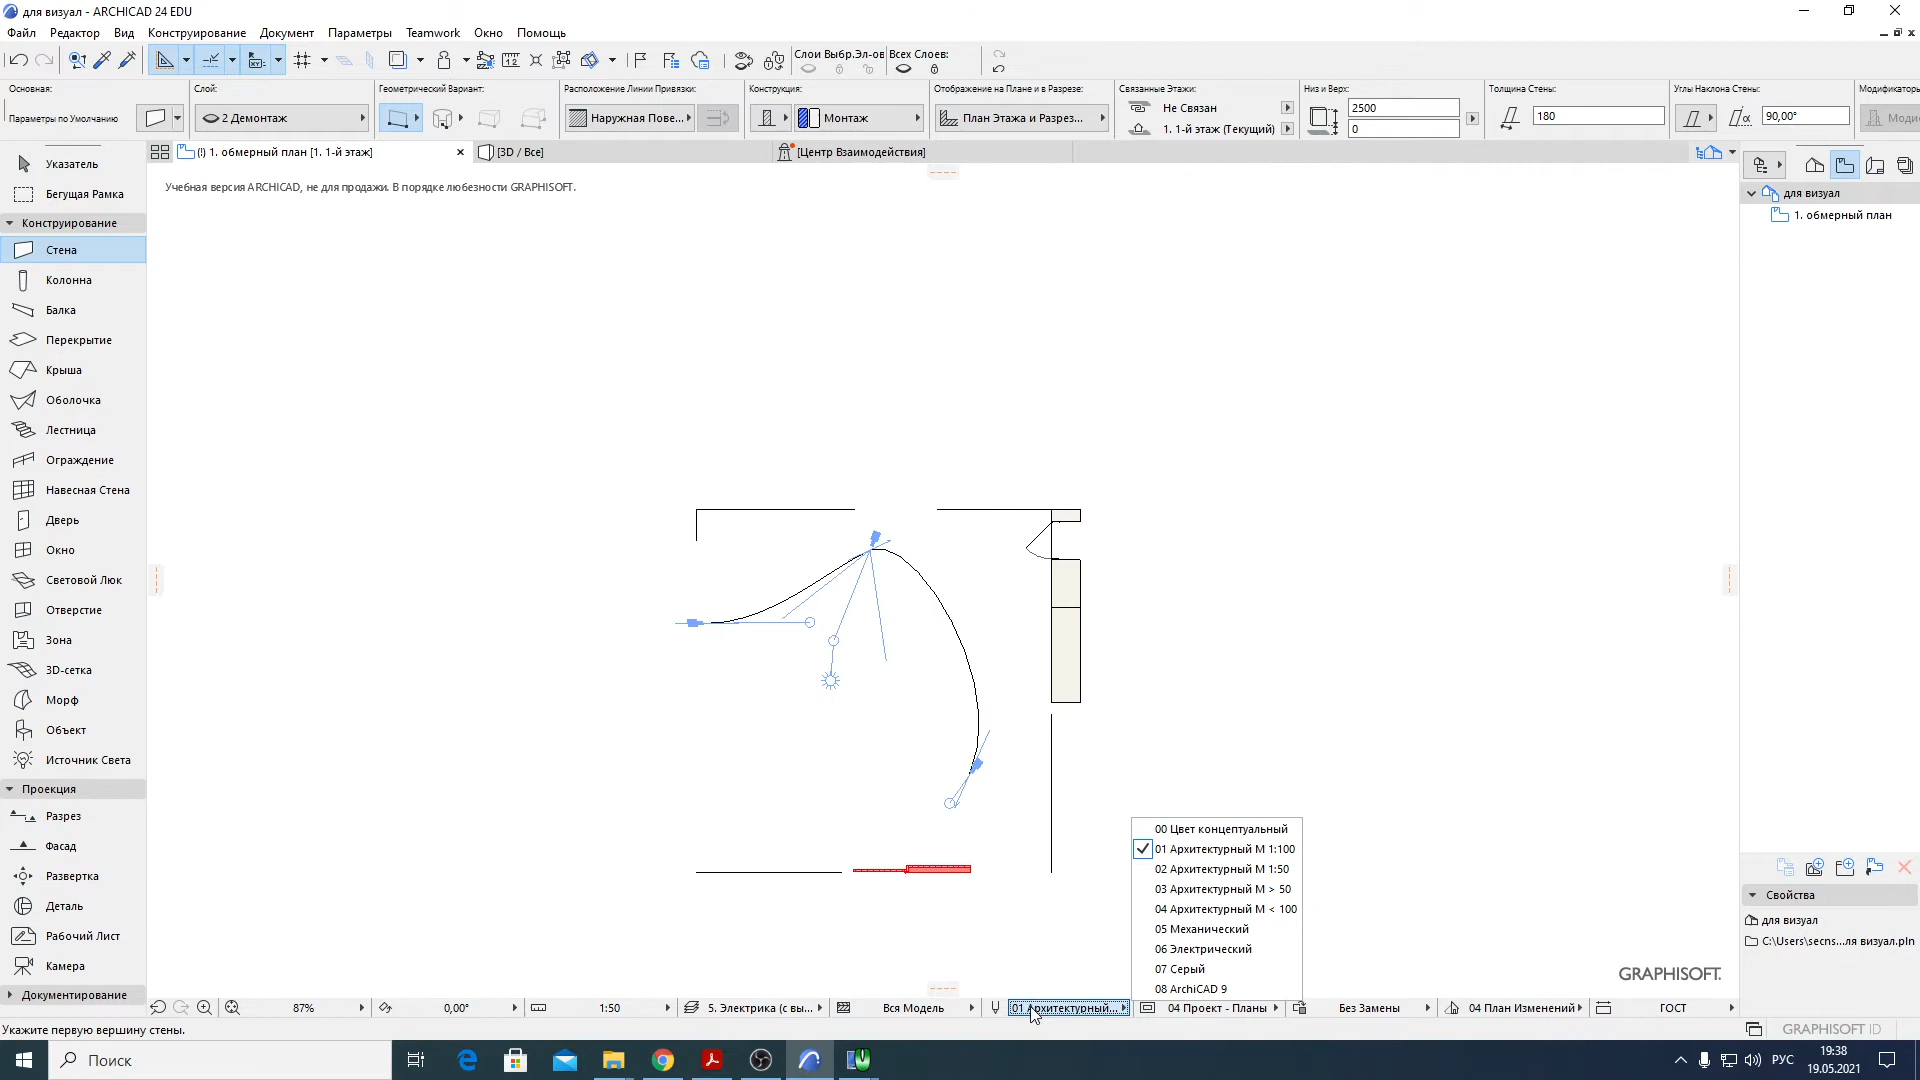 для визуал - ARCHICAD 24 EDU
Файл Редактор Вид Конструирование Документ Параметры Teamwork Окно Помощь
Слои Выбр.Эл-ов Всех Слоев:
Основная: Слой: Геометрический Вариант: Расположение Линии Привязки: Конструкция: Отображение на Плане и в Разрезе: Связанные Этажи: Низ и Верх: Толщина Стены: Углы Наклона Стены: Модификаторы
Параметры по Умолчанию 2 Демонтаж Наружная Пове... Монтаж План Этажа и Разрез... Не Связан 2500 180 90,00° Моди
1. 1-й этаж (Текущий) 0
(!) 1. обмерный план [1. 1-й этаж] [3D / Все] [Центр Взаимодействия]
Учебная версия ARCHICAD, не для продажи. В порядке любезности GRAPHISOFT.
Указатель
Бегущая Рамка
Конструирование
Стена
Колонна
Балка
Перекрытие
Крыша
Оболочка
Лестница
Ограждение
Навесная Стена
Дверь
Окно
Световой Люк
Отверстие
Зона
3D-сетка
Морф
Объект
Источник Света
Проекция
Разрез
Фасад
Развертка
Деталь
Рабочий Лист
Камера
Документирование
для визуал
1. обмерный план
00 Цвет концептуальный
01 Архитектурный М 1:100
02 Архитектурный М 1:50
03 Архитектурный М > 50
04 Архитектурный М < 100
05 Механический
06 Электрический
07 Серый
08 ArchiCAD 9
Свойства
для визуал
C:\Users\secns...ля визуал.pln
GRAPHISOFT.
87% 0,00° 1:50 5. Электрика (с вы... Вся Модель 01 Архитектурный... 04 Проект - Планы Без Замены 04 План Изменений ГОСТ
Укажите первую вершину стены.
GRAPHISOFT ID
Поиск
РУС
19:38
19.05.2021